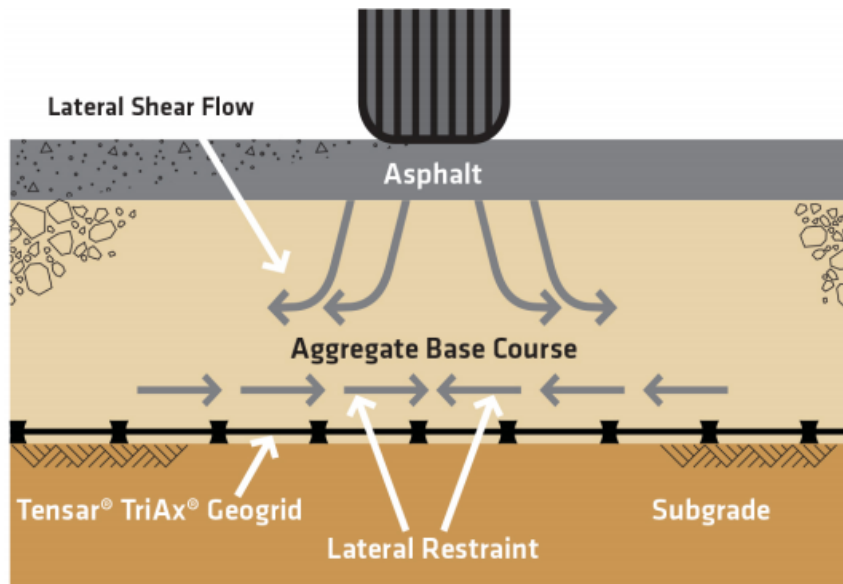 Lateral Shear Flow
Asphalt
Aggregate Base Course
Tensar® TriAx® Geogrid
Subgrade
Lateral Restraint